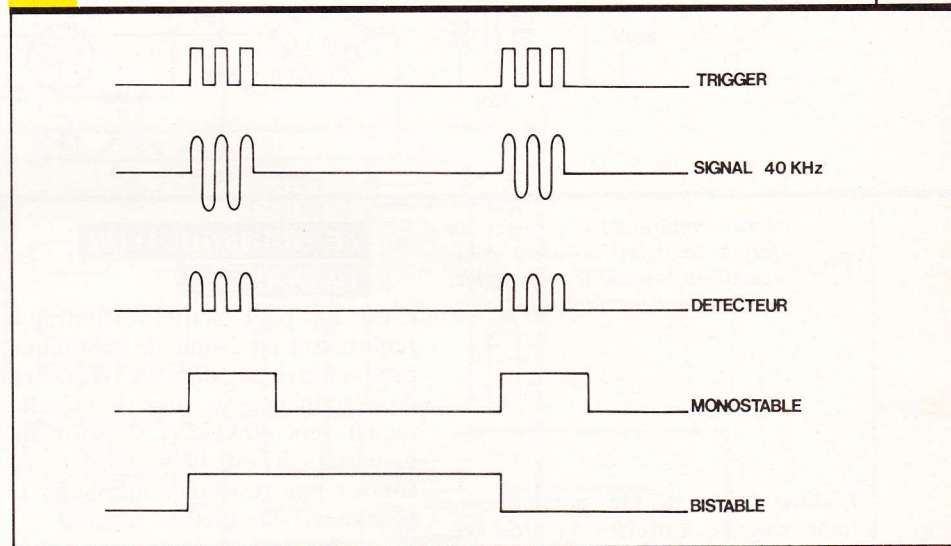 TRIGGER
SIGNAL 40 KHz
DETECTEUR
MONOSTABLE
BISTABLE